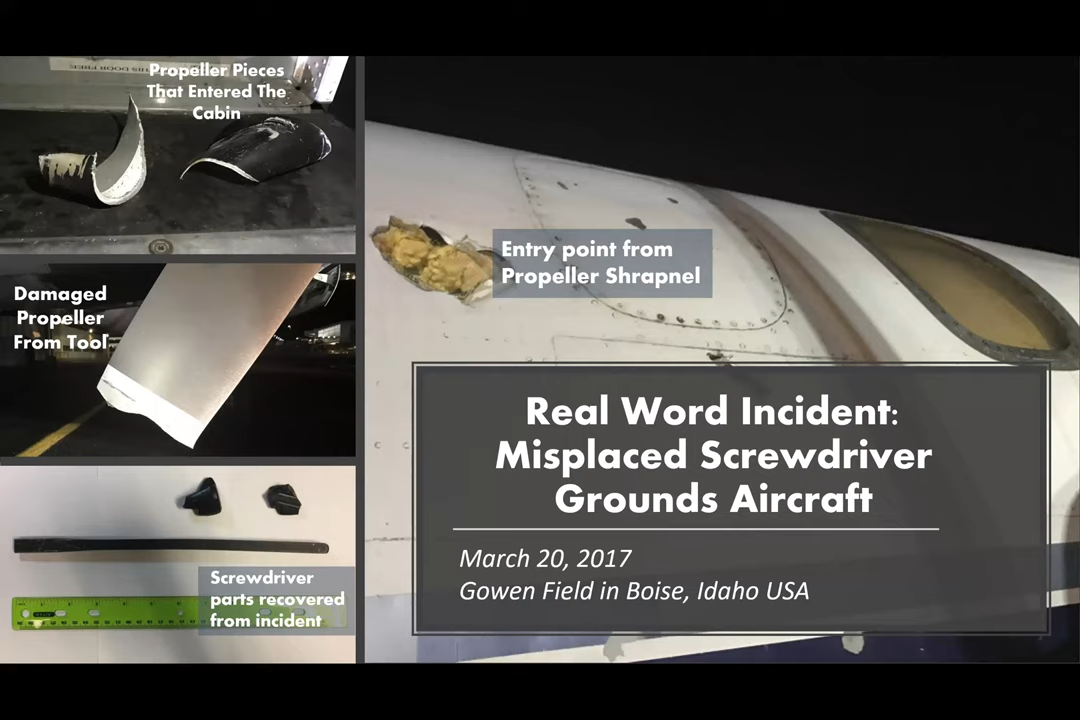 Propeller Pieces
That Entered The
Cabin
Damaged
Propeller
From Tool
Screwdriver
parts recovered
from incident
Entry point from
Propeller Shrapnel
Real Word Incident:
Misplaced Screwdriver
Grounds Aircraft
March 20, 2017
Gowen Field in Boise, Idaho USA